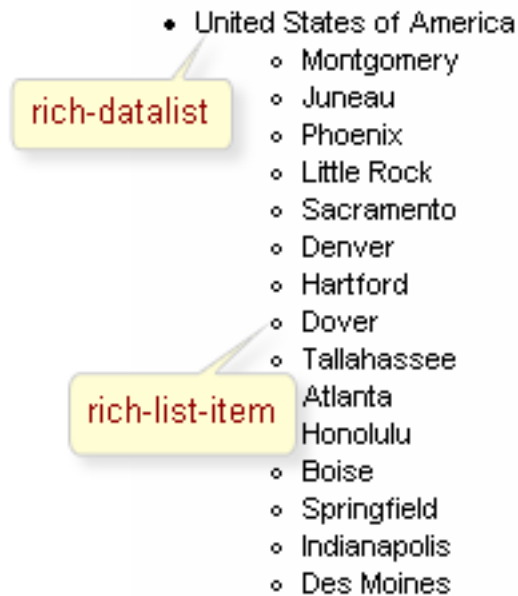 United States of America
Montgomery
rich-datalist
Juneau
Phoenix
Little Rock
Sacramento
Denver
Hartford
Dover
Tallahassee
rich-list-item
Atlanta
Honolulu
Boise
Springfield
Indianapolis
Des Moines